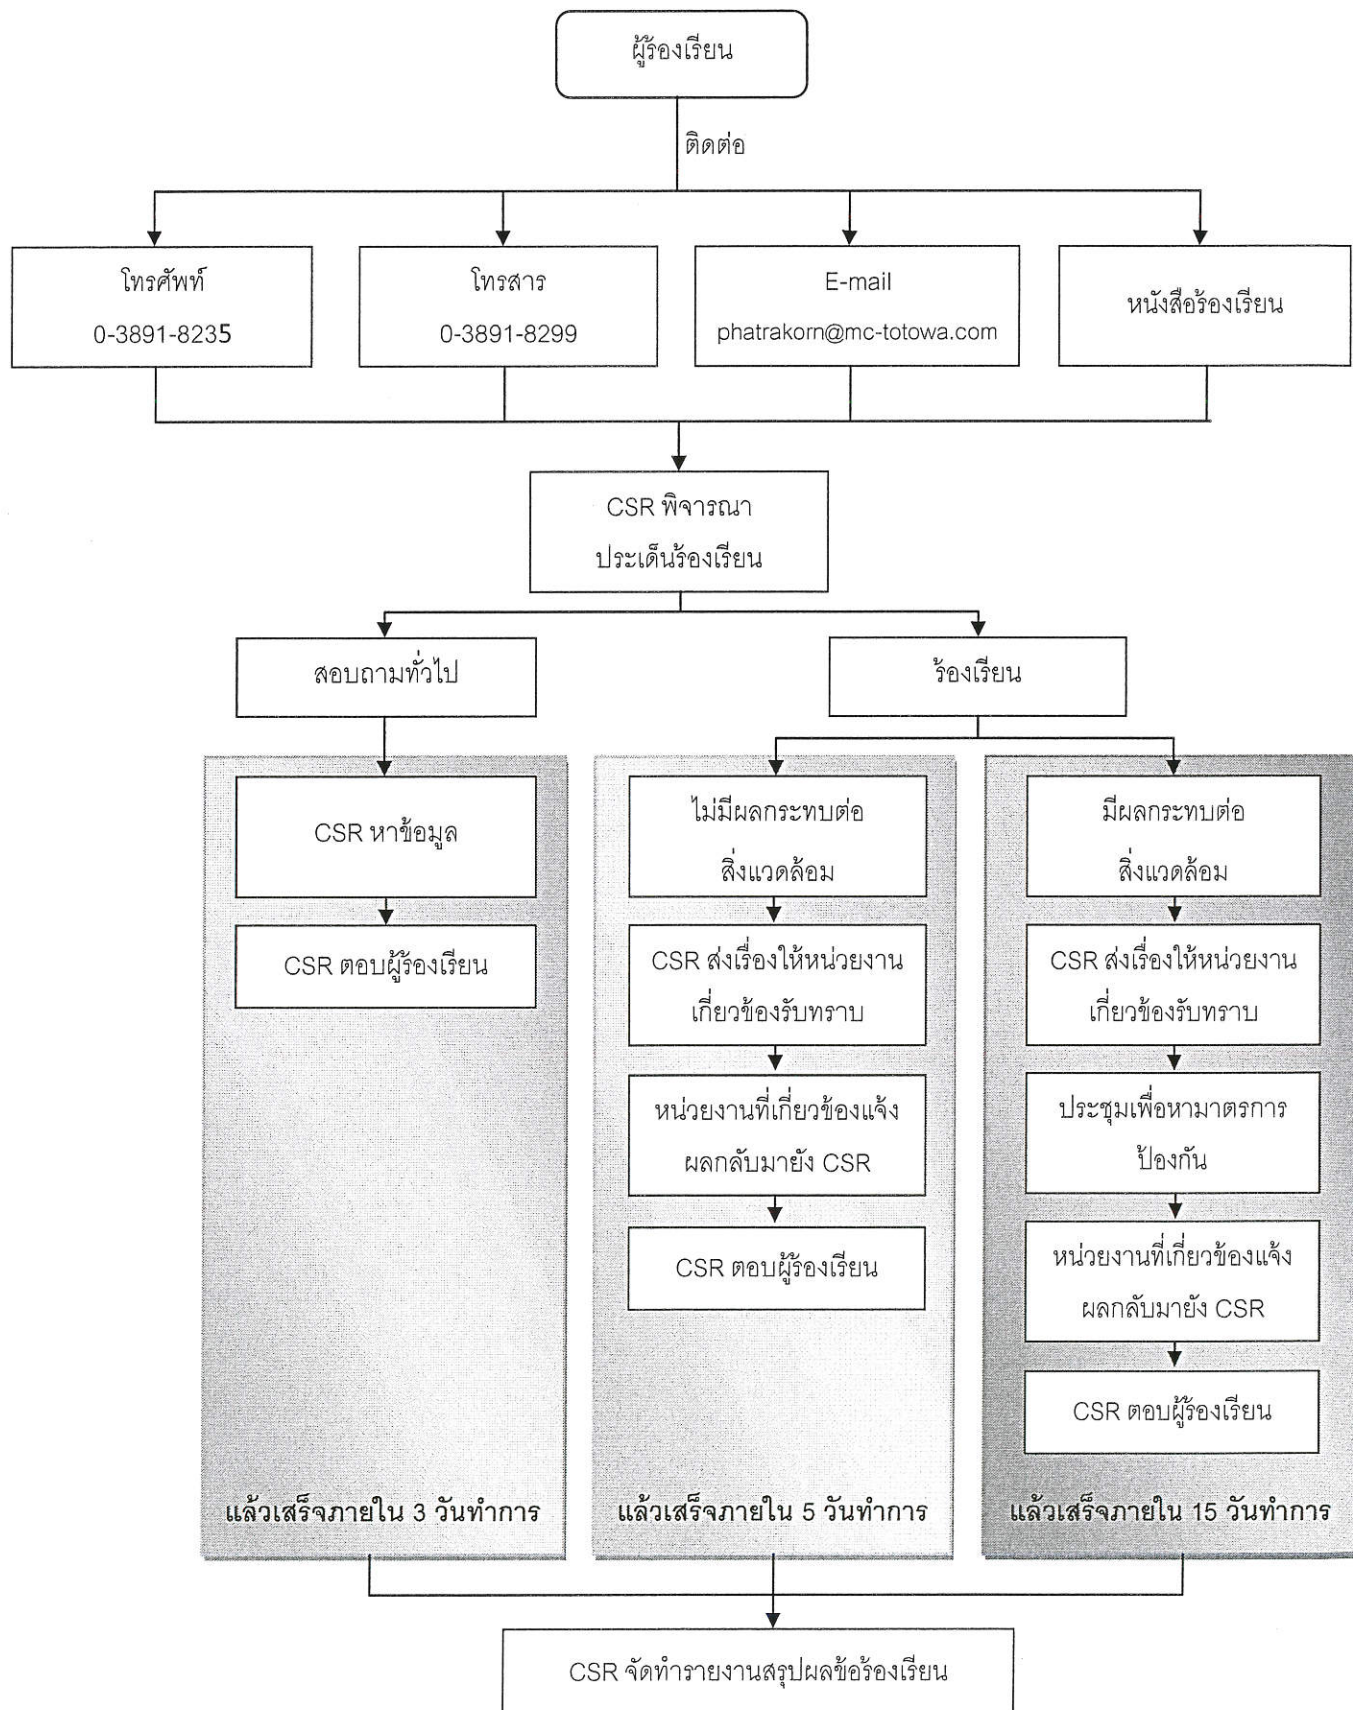 ผู้ร้องเรียน
ติดต่อ
โทรศัพท์
0-3891-8235
โทรสาร
0-3891-8299
E-mail
phatrakorn@mc-totowa.com
หนังสือร้องเรียน
CSR พิจารณา
ประเด็นร้องเรียน
สอบถามทั่วไป
ร้องเรียน
CSR หาข้อมูล
CSR ตอบผู้ร้องเรียน
แล้วเสร็จภายใน 3 วันทำการ
ไม่มีผลกระทบต่อ
สิ่งแวดล้อม
CSR ส่งเรื่องให้หน่วยงาน
เกี่ยวข้องรับทราบ
หน่วยงานที่เกี่ยวข้องแจ้ง
ผลกลับมายัง CSR
CSR ตอบผู้ร้องเรียน
แล้วเสร็จภายใน 5 วันทำการ
มีผลกระทบต่อ
สิ่งแวดล้อม
CSR ส่งเรื่องให้หน่วยงาน
เกี่ยวข้องรับทราบ
ประชุมเพื่อหามาตรการ
ป้องกัน
หน่วยงานที่เกี่ยวข้องแจ้ง
ผลกลับมายัง CSR
CSR ตอบผู้ร้องเรียน
แล้วเสร็จภายใน 15 วันทำการ
CSR จัดทำรายงานสรุปผลข้อร้องเรียน